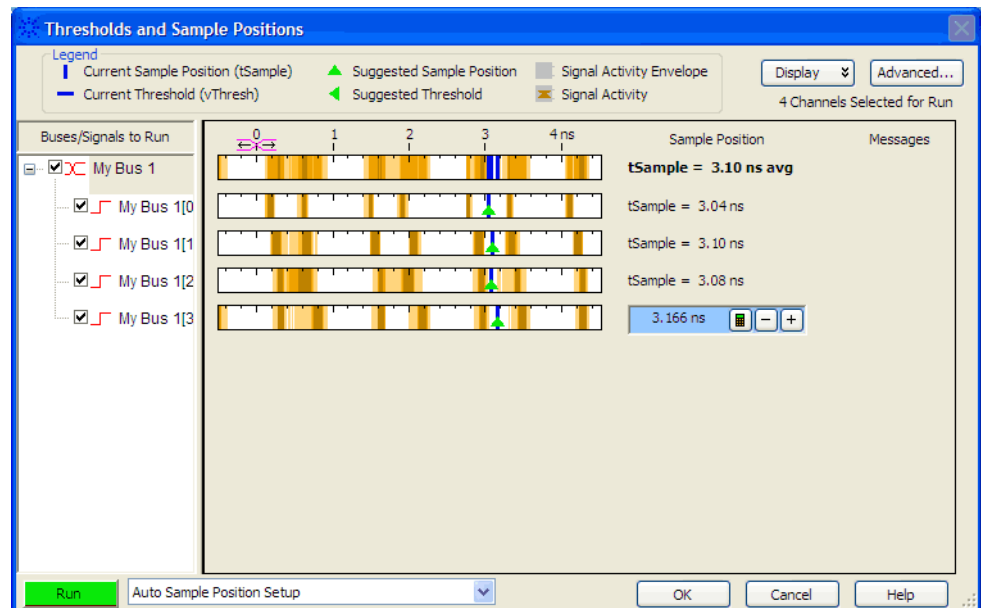 Thresholds and Sample Positions
Legend
Current Sample Position (tSample)
Suggested Sample Position
Signal Activity Envelope
Current Threshold (vThresh)
Suggested Threshold
Signal Activity
Display
Advanced...
4 Channels Selected for Run
Buses/Signals to Run
0 1 2 3 4 ns
Sample Position
Messages
My Bus 1
tSample = 3.10 ns avg
My Bus 1[0
tSample = 3.04 ns
My Bus 1[1
tSample = 3.10 ns
My Bus 1[2
tSample = 3.08 ns
My Bus 1[3
3.166 ns
Run
Auto Sample Position Setup
OK
Cancel
Help